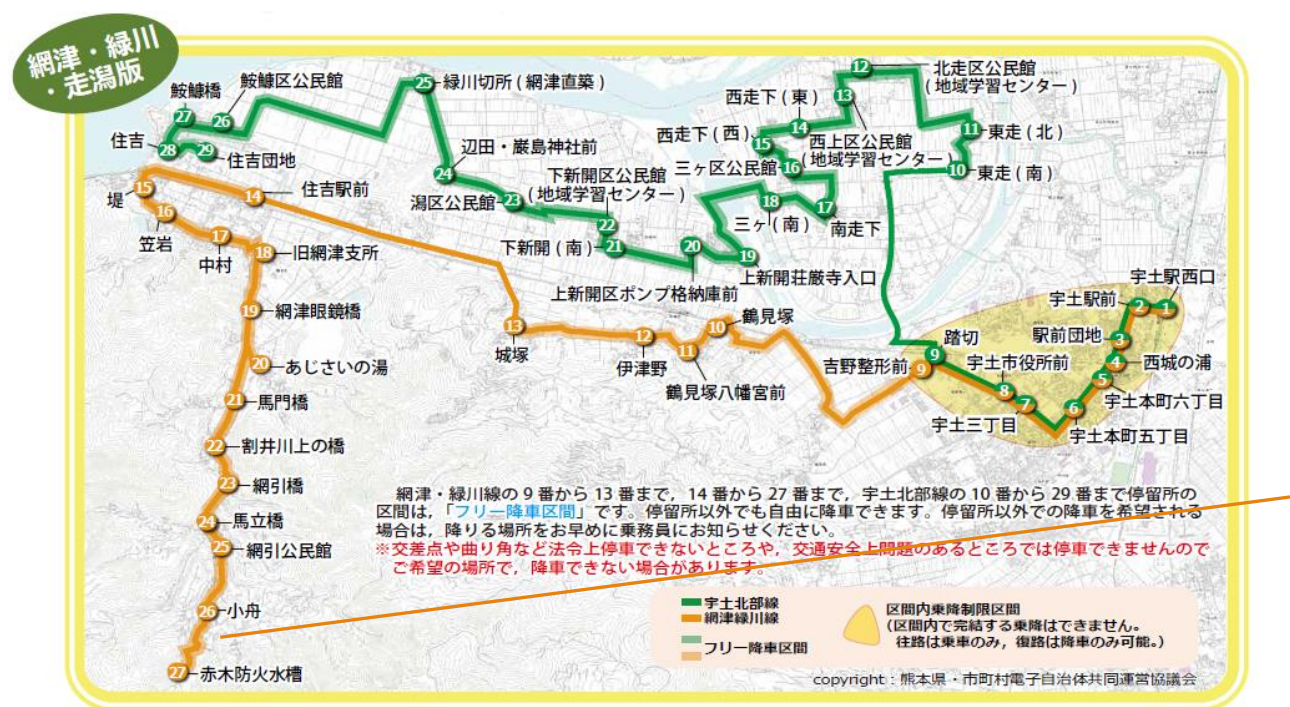 網津・緑川
・走潟版
鮟鱇橋
27
鮟鱇区公民館
26
25
緑川切所(網津直築)
住吉
28
29
住吉団地
24
辺田・厳島神社前
潟区公民館
23
下新開区公民館
(地域学習センター)
22
下新開(南)
21
20
上新開区ポンプ格納庫前
19
上新開荘厳寺入口
12
北走区公民館
(地域学習センター)
西走下(東)
14
13
西上区公民館
(地域学習センター)
西走下(西)
15
三ヶ区公民館
16
11
東走(北)
10
東走(南)
18
三ヶ(南)
17
南走下
堤
15
14
住吉駅前
笠岩
16
中村
17
18
旧網津支所
19
網津眼鏡橋
20
あじさいの湯
21
馬門橋
22
割井川上の橋
23
網引橋
24
馬立橋
25
網引公民館
26
小舟
27
赤木防火水槽
13
城塚
12
伊津野
11
鶴見塚八幡宮前
10
鶴見塚
宇土駅西口
1
宇土駅前
2
駅前団地
3
4
西城の浦
5
宇土本町六丁目
6
宇土本町五丁目
7
宇土三丁目
8
宇土市役所前
踏切
9
吉野整形前
9
網津・緑川線の9番から13番まで,14番から27番まで,宇土北部線の10番から29番まで停留所の
区間は,「フリー降車区間」です。停留所以外でも自由に降車できます。停留所以外での降車を希望される
場合は,降りる場所をお早めに乗務員にお知らせください。
※交差点や曲り角など法令上停車できないところや,交通安全上問題のあるところでは停車できませんので
ご希望の場所で,降車できない場合があります。
宇土北部線
網津緑川線
フリー降車区間
区間内乗降制限区間
(区間内で完結する乗降はできません。
往路は乗車のみ,復路は降車のみ可能。)
copyright:熊本県・市町村電子自治体共同運営協議会